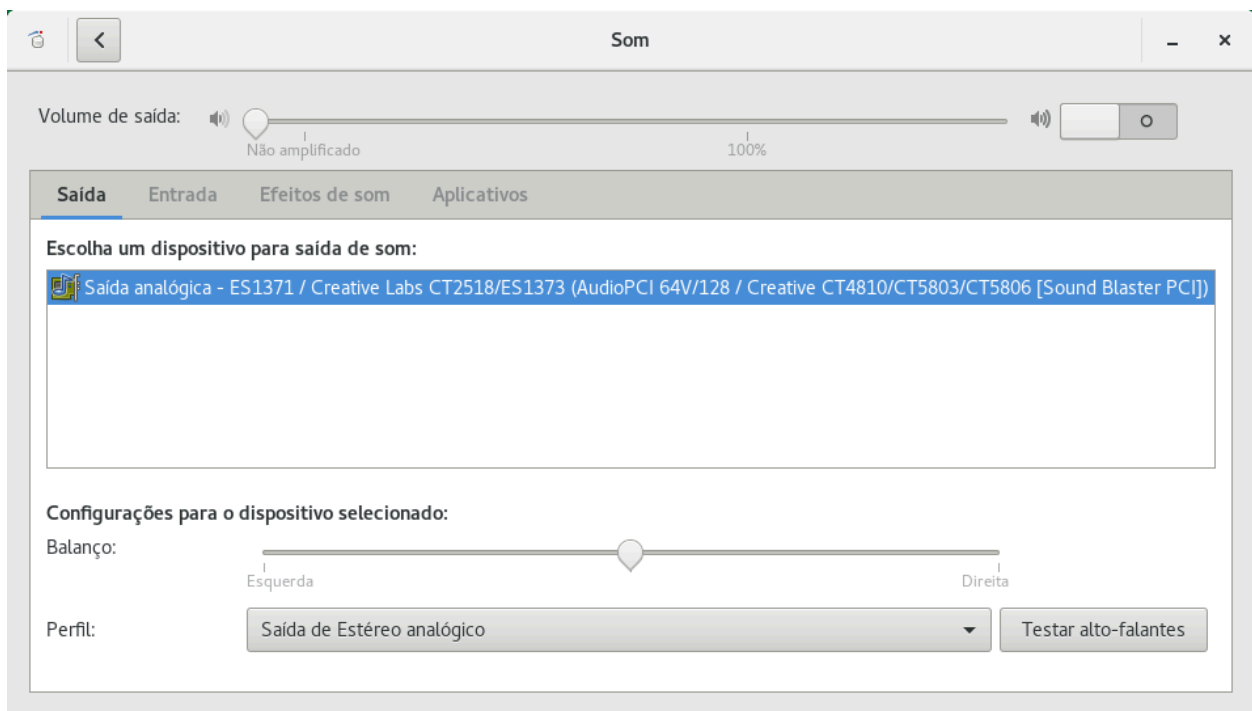 Som
Volume de saída:
Não amplificado 100%
Saída Entrada Efeitos de som Aplicativos
Escolha um dispositivo para saída de som:
Saída analógica - ES1371 / Creative Labs CT2518/ES1373 (AudioPCI 64V/128 / Creative CT4810/CT5803/CT5806 [Sound Blaster PCI])
Configurações para o dispositivo selecionado:
Balanço:
Esquerda Direita
Perfil: Saída de Estéreo analógico Testar alto-falantes